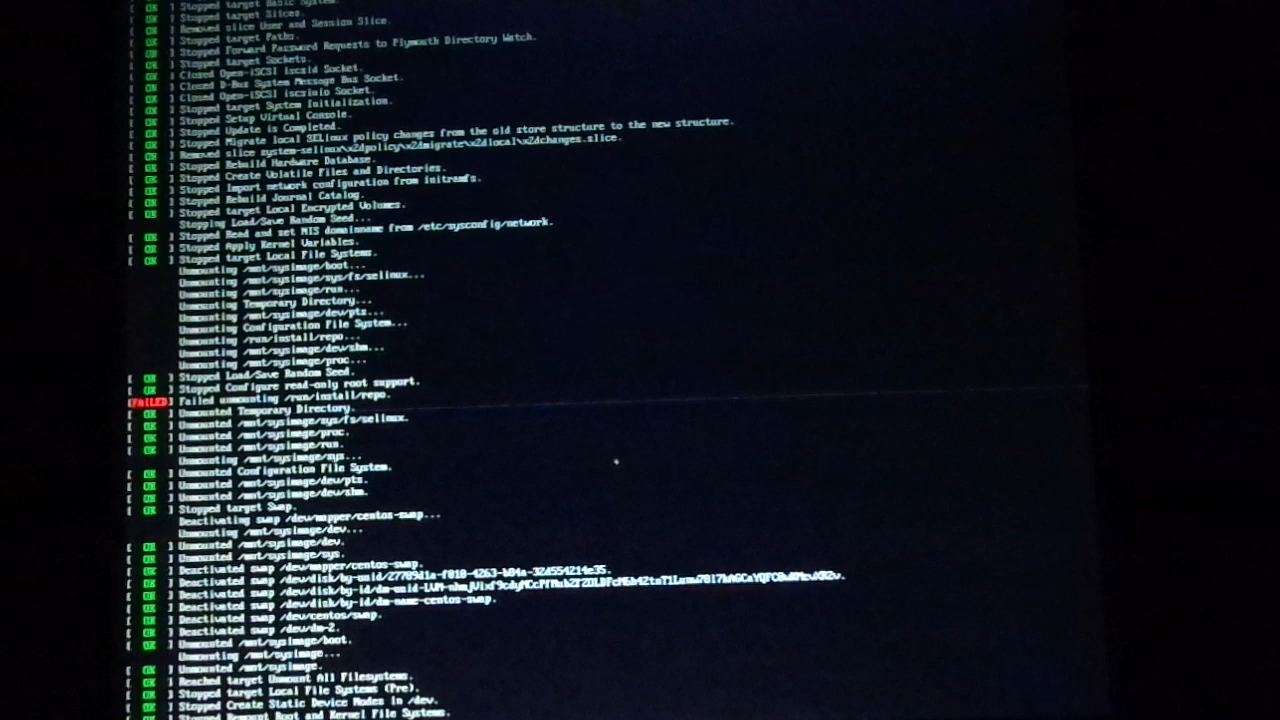 [ OK ] Stopped target Basic System.
[ OK ] Stopped target Slices.
[ OK ] Removed slice User and Session Slice.
[ OK ] Stopped target Paths.
[ OK ] Stopped Forward Password Requests to Plymouth Directory Watch.
[ OK ] Stopped target Sockets.
[ OK ] Closed Open-iSCSI iscsid Socket.
[ OK ] Closed D-Bus System Message Bus Socket.
[ OK ] Closed Open-iSCSI iscsiuio Socket.
[ OK ] Stopped target System Initialization.
[ OK ] Stopped Setup Virtual Console.
[ OK ] Stopped Update is Completed.
[ OK ] Stopped Migrate local SELinux policy changes from the old store structure to the new structure.
[ OK ] Removed slice system-selinux\x2dpolicy\x2dmigrate\x2dlocal\x2dchanges.slice.
[ OK ] Stopped Rebuild Hardware Database.
[ OK ] Stopped Create Volatile Files and Directories.
[ OK ] Stopped Import network configuration from initramfs.
[ OK ] Stopped Rebuild Journal Catalog.
[ OK ] Stopped target Local Encrypted Volumes.
Stopping Load/Save Random Seed...
[ OK ] Stopped Read and set NIS domainname from /etc/sysconfig/network.
[ OK ] Stopped Apply Kernel Variables.
[ OK ] Stopped target Local File Systems.
Unmounting /mnt/sysimage/boot...
Unmounting /mnt/sysimage/sys/fs/selinux...
Unmounting /mnt/sysimage/run...
Unmounting Temporary Directory...
Unmounting /mnt/sysimage/dev/pts...
Unmounting Configuration File System...
Unmounting /run/install/repo...
Unmounting /mnt/sysimage/dev/shm...
Unmounting /mnt/sysimage/proc...
[ OK ] Stopped Load/Save Random Seed.
[ OK ] Stopped Configure read-only root support.
[FAILED] Failed unmounting /run/install/repo.
[ OK ] Unmounted Temporary Directory.
[ OK ] Unmounted /mnt/sysimage/sys/fs/selinux.
[ OK ] Unmounted /mnt/sysimage/proc.
[ OK ] Unmounted /mnt/sysimage/run.
Unmounting /mnt/sysimage/sys...
[ OK ] Unmounted Configuration File System.
[ OK ] Unmounted /mnt/sysimage/dev/pts.
[ OK ] Unmounted /mnt/sysimage/dev/shm.
[ OK ] Stopped target Swap.
Deactivating swap /dev/mapper/centos-swap...
Unmounting /mnt/sysimage/dev...
[ OK ] Unmounted /mnt/sysimage/dev.
[ OK ] Unmounted /mnt/sysimage/sys.
[ OK ] Deactivated swap /dev/mapper/centos-swap.
[ OK ] Deactivated swap
[ OK ] Deactivated swap
[ OK ] Deactivated swap /dev/disk/by-id/dm-name-centos-swap.
[ OK ] Deactivated swap /dev/centos/swap.
[ OK ] Deactivated swap /dev/dm-2.
[ OK ] Unmounted /mnt/sysimage/boot.
Unmounting /mnt/sysimage...
[ OK ] Unmounted /mnt/sysimage.
[ OK ] Reached target Unmount All Filesystems.
[ OK ] Stopped target Local File Systems (Pre).
[ OK ] Stopped Create Static Device Nodes in /dev.
[ OK ] Stopped Remount Root and Kernel File Systems.